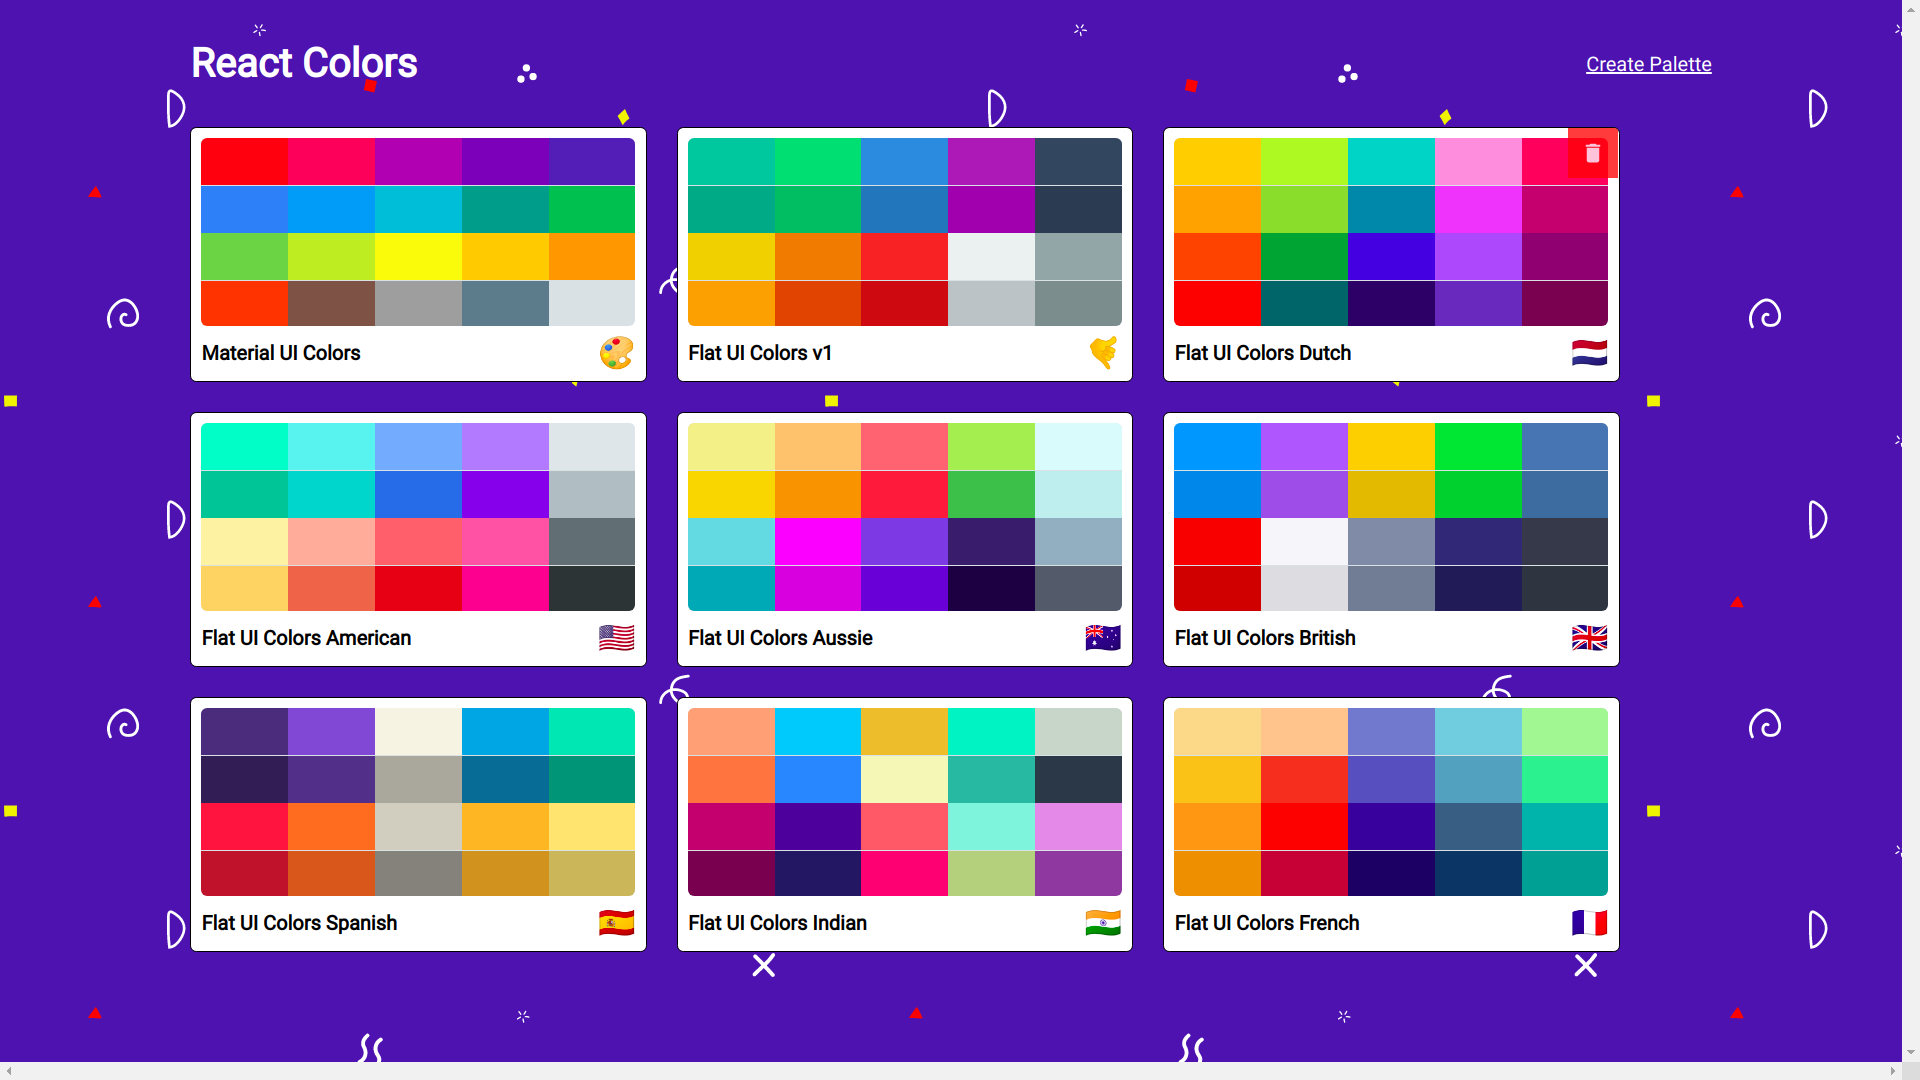 React Colors
Create Palette
Material UI Colors
Flat UI Colors v1
Flat UI Colors Dutch
Flat UI Colors American
Flat UI Colors Aussie
Flat UI Colors British
Flat UI Colors Spanish
Flat UI Colors Indian
Flat UI Colors French